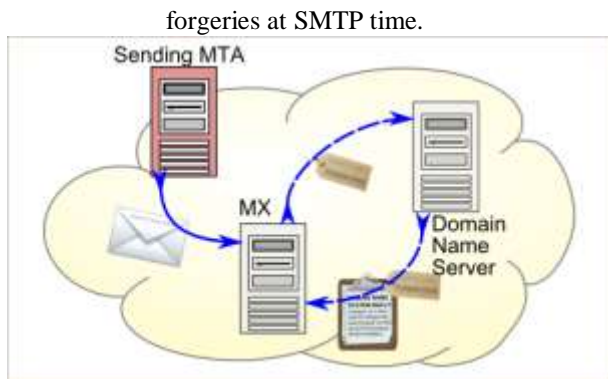 forgeries at SMTP time.
Sending MTA
MX
Domain
Name
Server